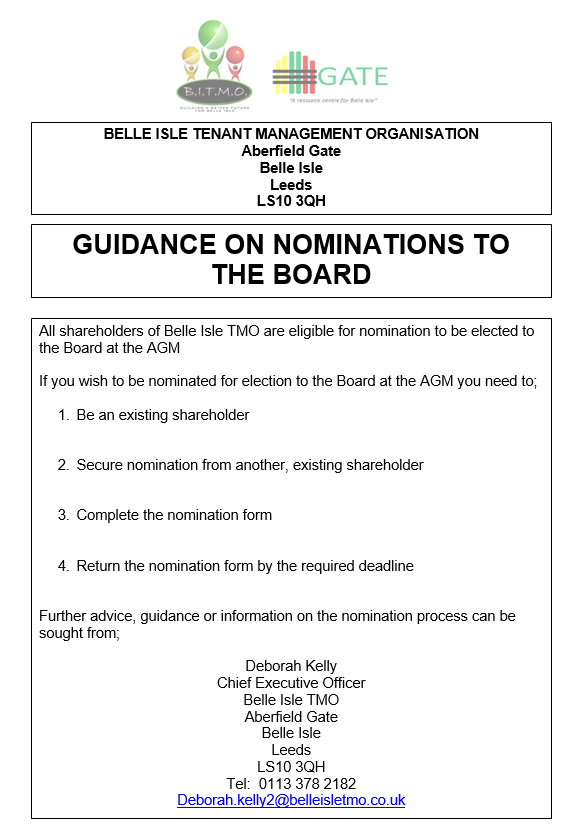 B.I.T.M.O.
BUILDING A BETTER FUTURE
FOR BELLE ISLE
GATE
"A resource centre for Belle Isle"
BELLE ISLE TENANT MANAGEMENT ORGANISATION
Aberfield Gate
Belle Isle
Leeds
LS10 3QH
GUIDANCE ON NOMINATIONS TO
THE BOARD
All shareholders of Belle Isle TMO are eligible for nomination to be elected to
the Board at the AGM
If you wish to be nominated for election to the Board at the AGM you need to;
1. Be an existing shareholder
2. Secure nomination from another, existing shareholder
3. Complete the nomination form
4. Return the nomination form by the required deadline
Further advice, guidance or information on the nomination process can be
sought from;
Deborah Kelly
Chief Executive Officer
Belle Isle TMO
Aberfield Gate
Belle Isle
Leeds
LS10 3QH
Tel:  0113 378 2182
Deborah.kelly2@belleisletmo.co.uk